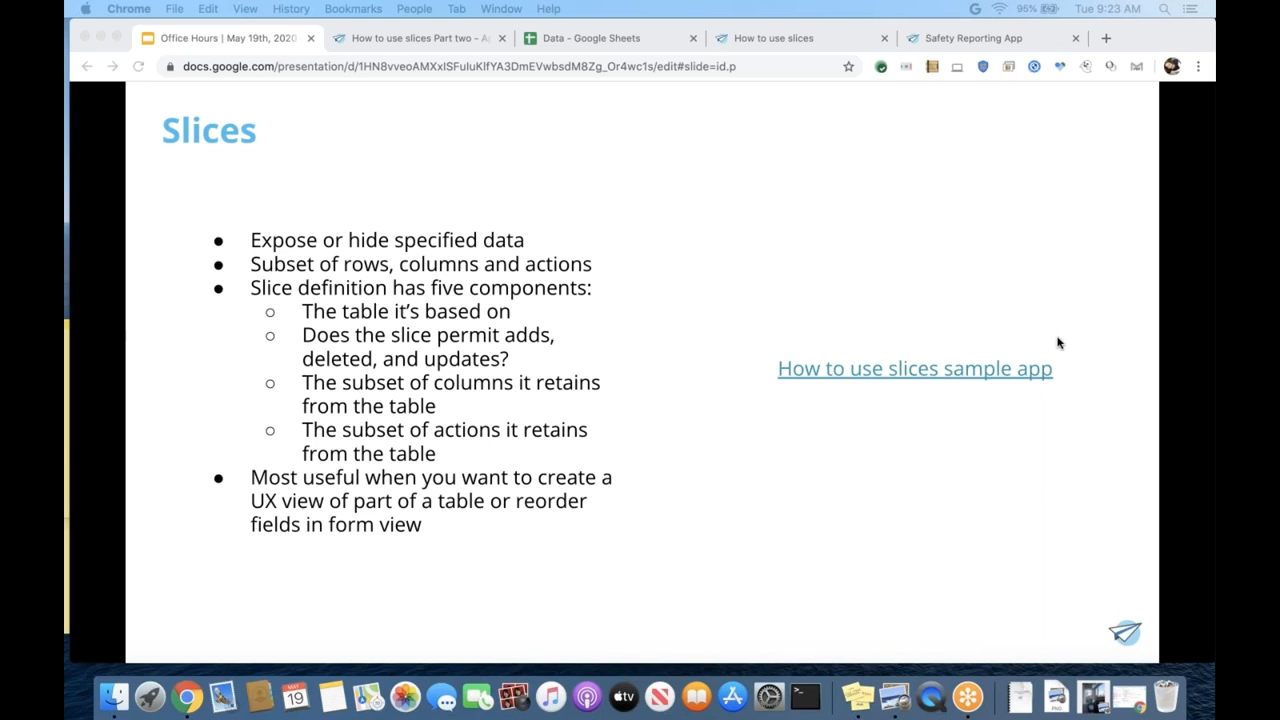 Chrome File Edit View History Bookmarks People Tab Window Help 95% Tue 9:23 AM
Office Hours | May 19th, 2020 How to use slices Part two - A Data - Google Sheets How to use slices Safety Reporting App
docs.google.com/presentation/d/1HN8vveoAMXxISFuluKlfYA3DmEVwbsdM8Zg_Or4wc1s/edit#slide=id.p
Slices
● Expose or hide specified data
● Subset of rows, columns and actions
● Slice definition has five components:
○ The table it’s based on
○ Does the slice permit adds,
deleted, and updates?
○ The subset of columns it retains
from the table
○ The subset of actions it retains
from the table
● Most useful when you want to create a
UX view of part of a table or reorder
fields in form view
How to use slices sample app
MAY
19
tv